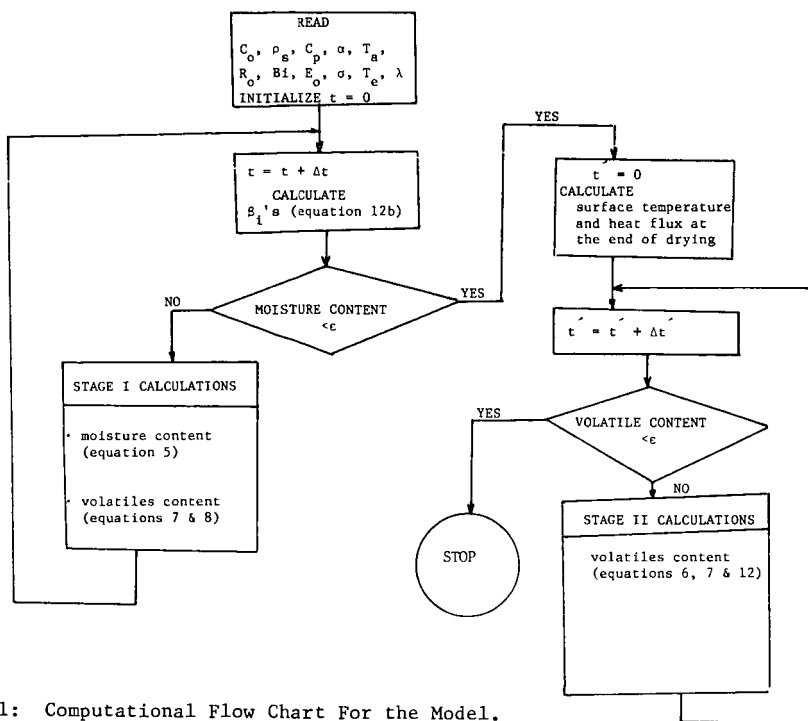 READ
C_o, ρ_s, C_p, α, T_a,
R_o, Bi, E_o, σ, T_e, λ
INITIALIZE t = 0
t = t + Δt
CALCULATE
β_i's (equation 12b)
MOISTURE CONTENT
<ε
NO
YES
STAGE I CALCULATIONS
· moisture content
(equation 5)
· volatiles content
(equations 7 & 8)
YES
t´ = 0
CALCULATE
surface temperature
and heat flux at
the end of drying
t´ = t´ + Δt´
VOLATILE CONTENT
<ε
YES
NO
STOP
STAGE II CALCULATIONS
volatiles content
(equations 6, 7 & 12)
1: Computational Flow Chart For the Model.